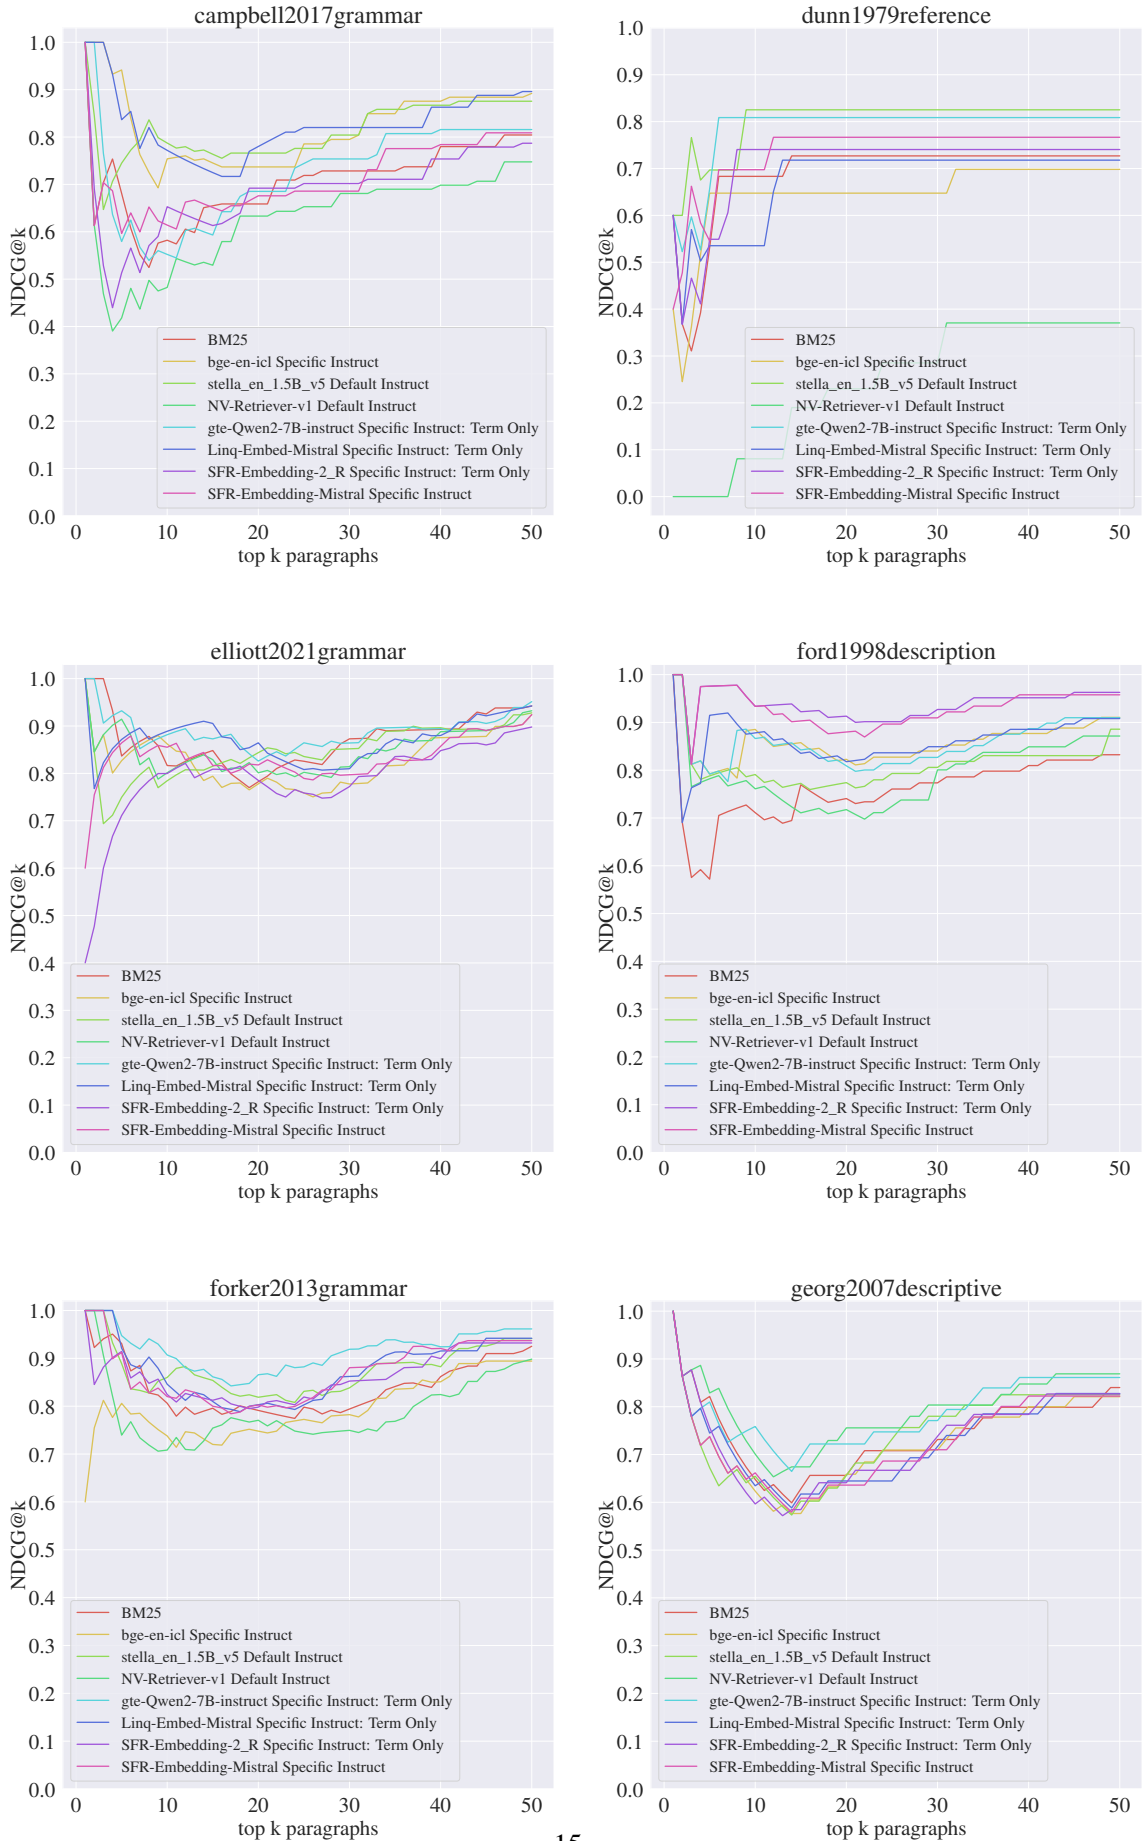 campbell2017grammar
1.0
0.9
0.8
0.7
0.6
0.5
0.4
0.3
0.2
0.1
0.0
NDCG@k
BM25
bge-en-icl Specific Instruct
stella_en_1.5B_v5 Default Instruct
NV-Retriever-v1 Default Instruct
gte-Qwen2-7B-instruct Specific Instruct: Term Only
Linq-Embed-Mistral Specific Instruct: Term Only
SFR-Embedding-2_R Specific Instruct: Term Only
SFR-Embedding-Mistral Specific Instruct
0 10 20 30 40 50
top k paragraphs
dunn1979reference
1.0
0.9
0.8
0.7
0.6
0.5
0.4
0.3
0.2
0.1
0.0
NDCG@k
BM25
bge-en-icl Specific Instruct
stella_en_1.5B_v5 Default Instruct
NV-Retriever-v1 Default Instruct
gte-Qwen2-7B-instruct Specific Instruct: Term Only
Linq-Embed-Mistral Specific Instruct: Term Only
SFR-Embedding-2_R Specific Instruct: Term Only
SFR-Embedding-Mistral Specific Instruct
0 10 20 30 40 50
top k paragraphs
elliott2021grammar
1.0
0.9
0.8
0.7
0.6
0.5
0.4
0.3
0.2
0.1
0.0
NDCG@k
BM25
bge-en-icl Specific Instruct
stella_en_1.5B_v5 Default Instruct
NV-Retriever-v1 Default Instruct
gte-Qwen2-7B-instruct Specific Instruct: Term Only
Linq-Embed-Mistral Specific Instruct: Term Only
SFR-Embedding-2_R Specific Instruct: Term Only
SFR-Embedding-Mistral Specific Instruct
0 10 20 30 40 50
top k paragraphs
ford1998description
1.0
0.9
0.8
0.7
0.6
0.5
0.4
0.3
0.2
0.1
0.0
NDCG@k
BM25
bge-en-icl Specific Instruct
stella_en_1.5B_v5 Default Instruct
NV-Retriever-v1 Default Instruct
gte-Qwen2-7B-instruct Specific Instruct: Term Only
Linq-Embed-Mistral Specific Instruct: Term Only
SFR-Embedding-2_R Specific Instruct: Term Only
SFR-Embedding-Mistral Specific Instruct
0 10 20 30 40 50
top k paragraphs
forker2013grammar
1.0
0.9
0.8
0.7
0.6
0.5
0.4
0.3
0.2
0.1
0.0
NDCG@k
BM25
bge-en-icl Specific Instruct
stella_en_1.5B_v5 Default Instruct
NV-Retriever-v1 Default Instruct
gte-Qwen2-7B-instruct Specific Instruct: Term Only
Linq-Embed-Mistral Specific Instruct: Term Only
SFR-Embedding-2_R Specific Instruct: Term Only
SFR-Embedding-Mistral Specific Instruct
0 10 20 30 40 50
top k paragraphs
georg2007descriptive
1.0
0.9
0.8
0.7
0.6
0.5
0.4
0.3
0.2
0.1
0.0
NDCG@k
BM25
bge-en-icl Specific Instruct
stella_en_1.5B_v5 Default Instruct
NV-Retriever-v1 Default Instruct
gte-Qwen2-7B-instruct Specific Instruct: Term Only
Linq-Embed-Mistral Specific Instruct: Term Only
SFR-Embedding-2_R Specific Instruct: Term Only
SFR-Embedding-Mistral Specific Instruct
0 10 20 30 40 50
top k paragraphs
15